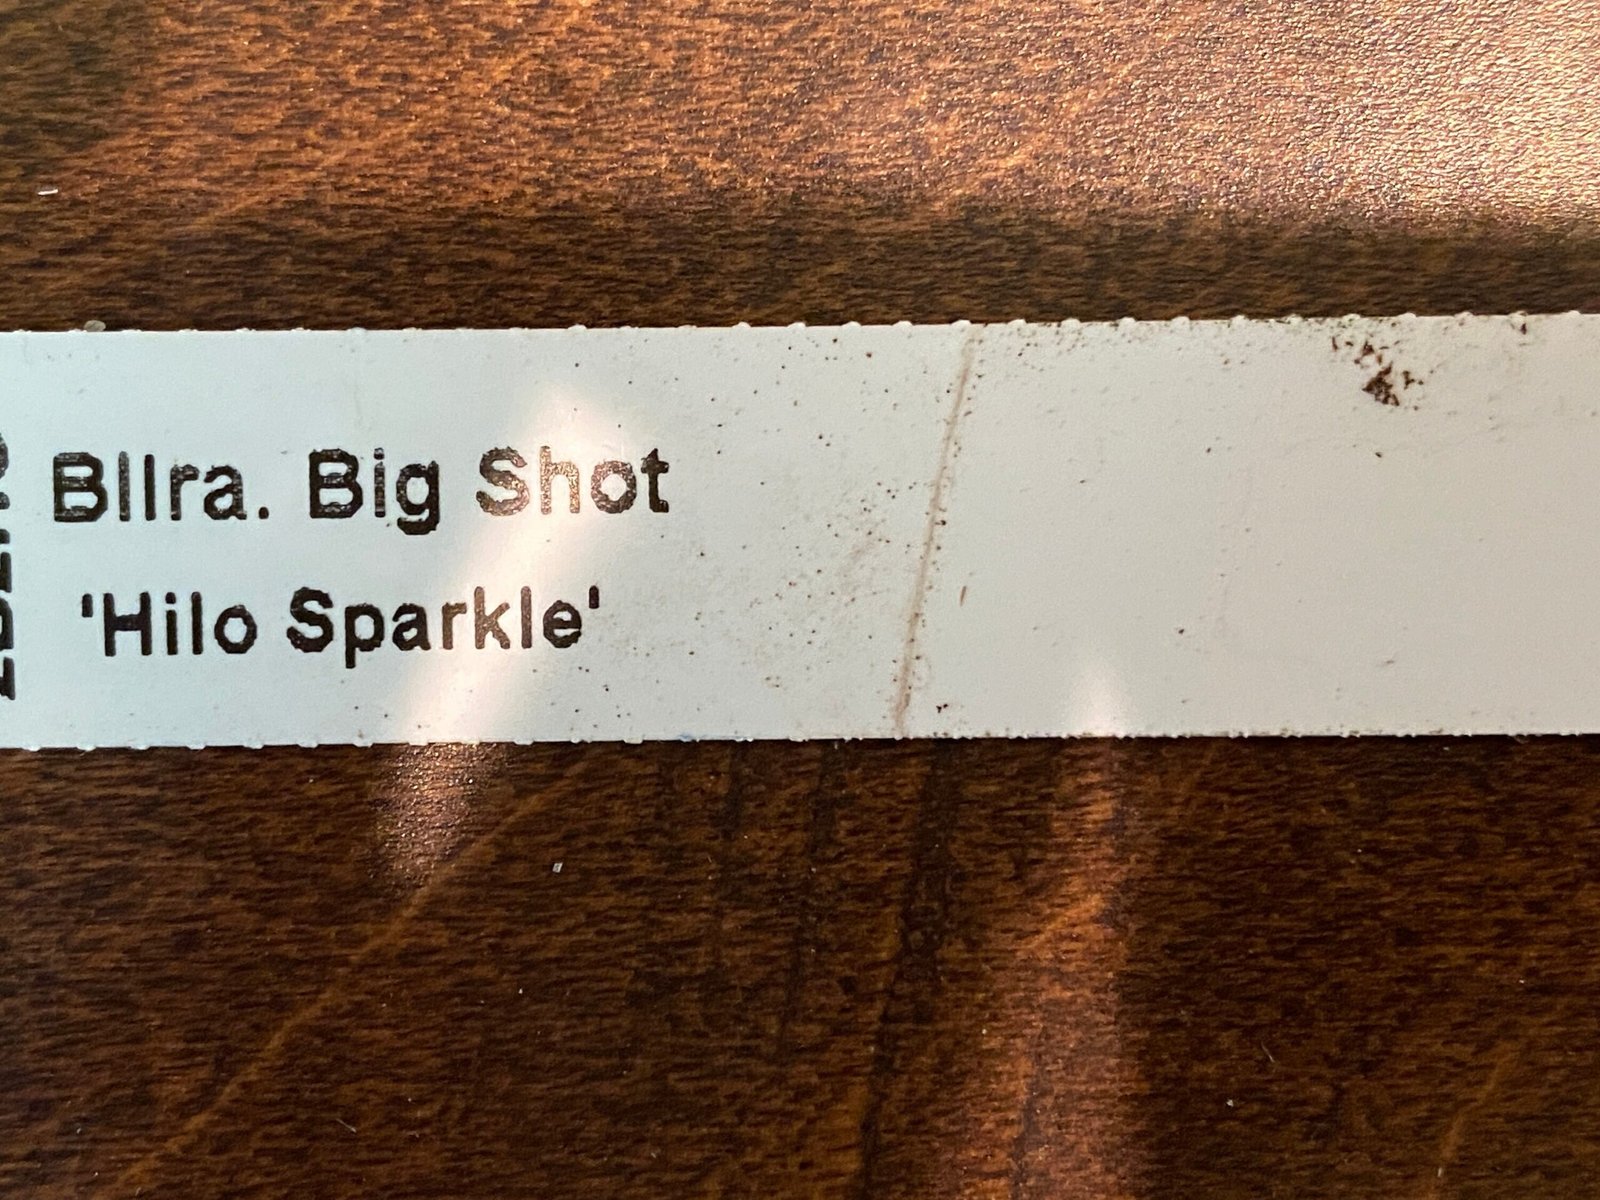 Bllra. Big Shot
'Hilo Sparkle'